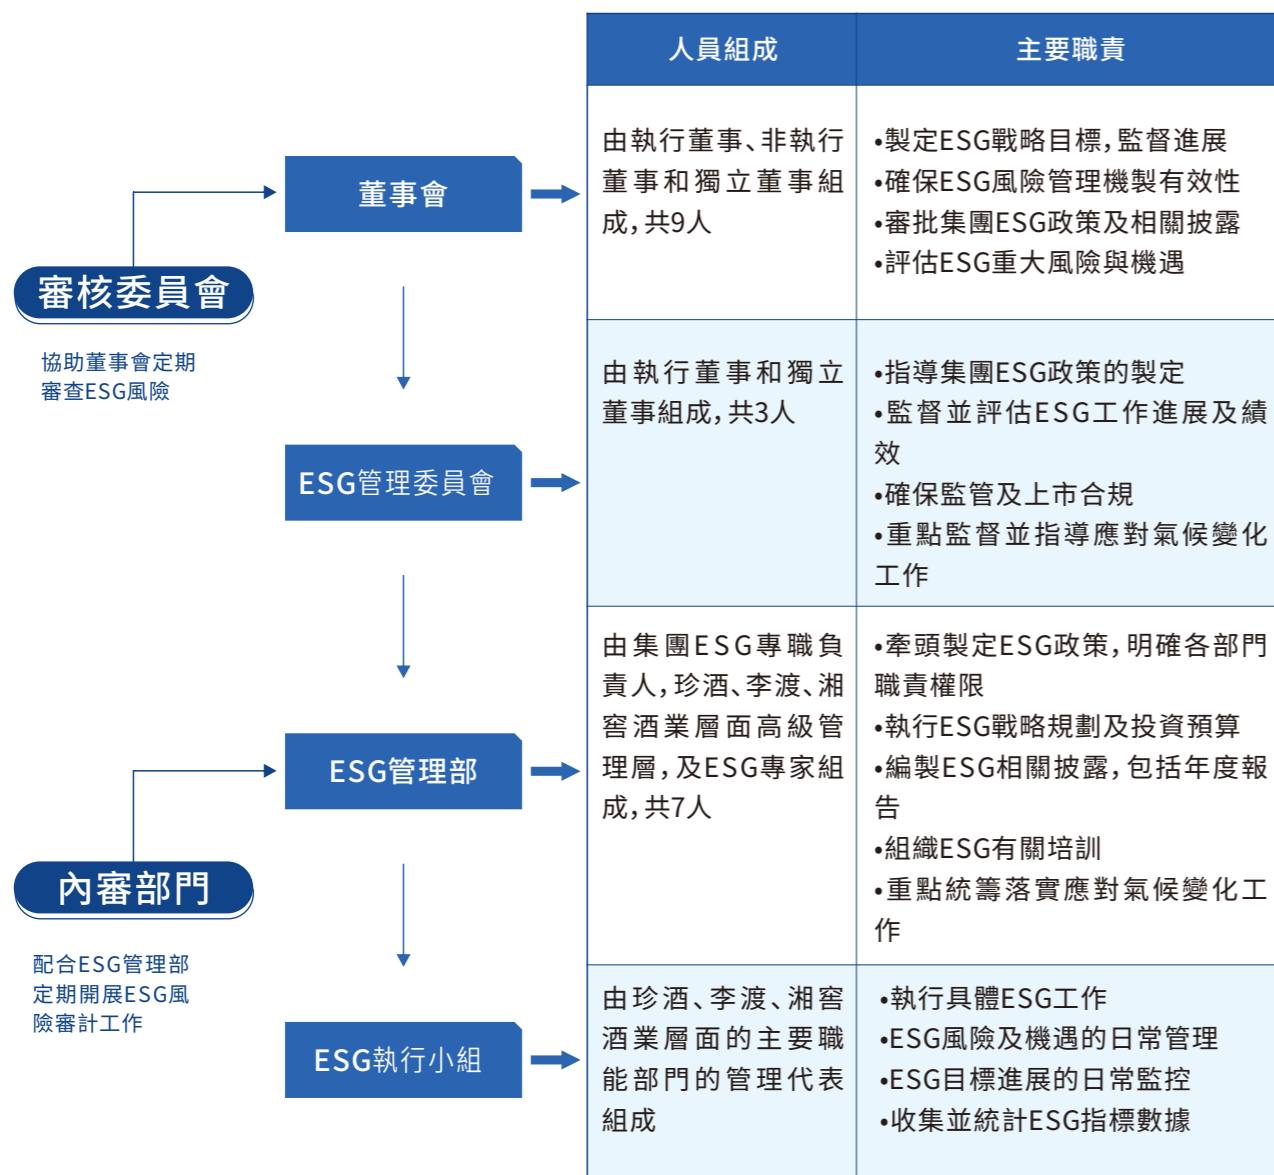 人員組成
主要職責
董事會
由執行董事、非執行
董事和獨立董事組
成，共9人
•製定ESG戰略目標，監督進展
•確保ESG風險管理機製有效性
•審批集團ESG政策及相關披露
•評估ESG重大風險與機遇
審核委員會
協助董事會定期
審查ESG風險
ESG管理委員會
由執行董事和獨立
董事組成，共3人
•指導集團ESG政策的製定
•監督並評估ESG工作進展及績
效
•確保監管及上市合規
•重點監督並指導應對氣候變化
工作
ESG管理部
由集團ESG專職負
責人，珍酒、李渡、湘
窖酒業層面高級管
理層，及ESG專家組
成，共7人
•牽頭製定ESG政策，明確各部門
職責權限
•執行ESG戰略規劃及投資預算
•編製ESG相關披露，包括年度報
告
•組織ESG有關培訓
•重點統籌落實應對氣候變化工
作
內審部門
配合ESG管理部
定期開展ESG風
險審計工作
ESG執行小組
由珍酒、李渡、湘窖
酒業層面的主要職
能部門的管理代表
組成
•執行具體ESG工作
•ESG風險及機遇的日常管理
•ESG目標進展的日常監控
•收集並統計ESG指標數據